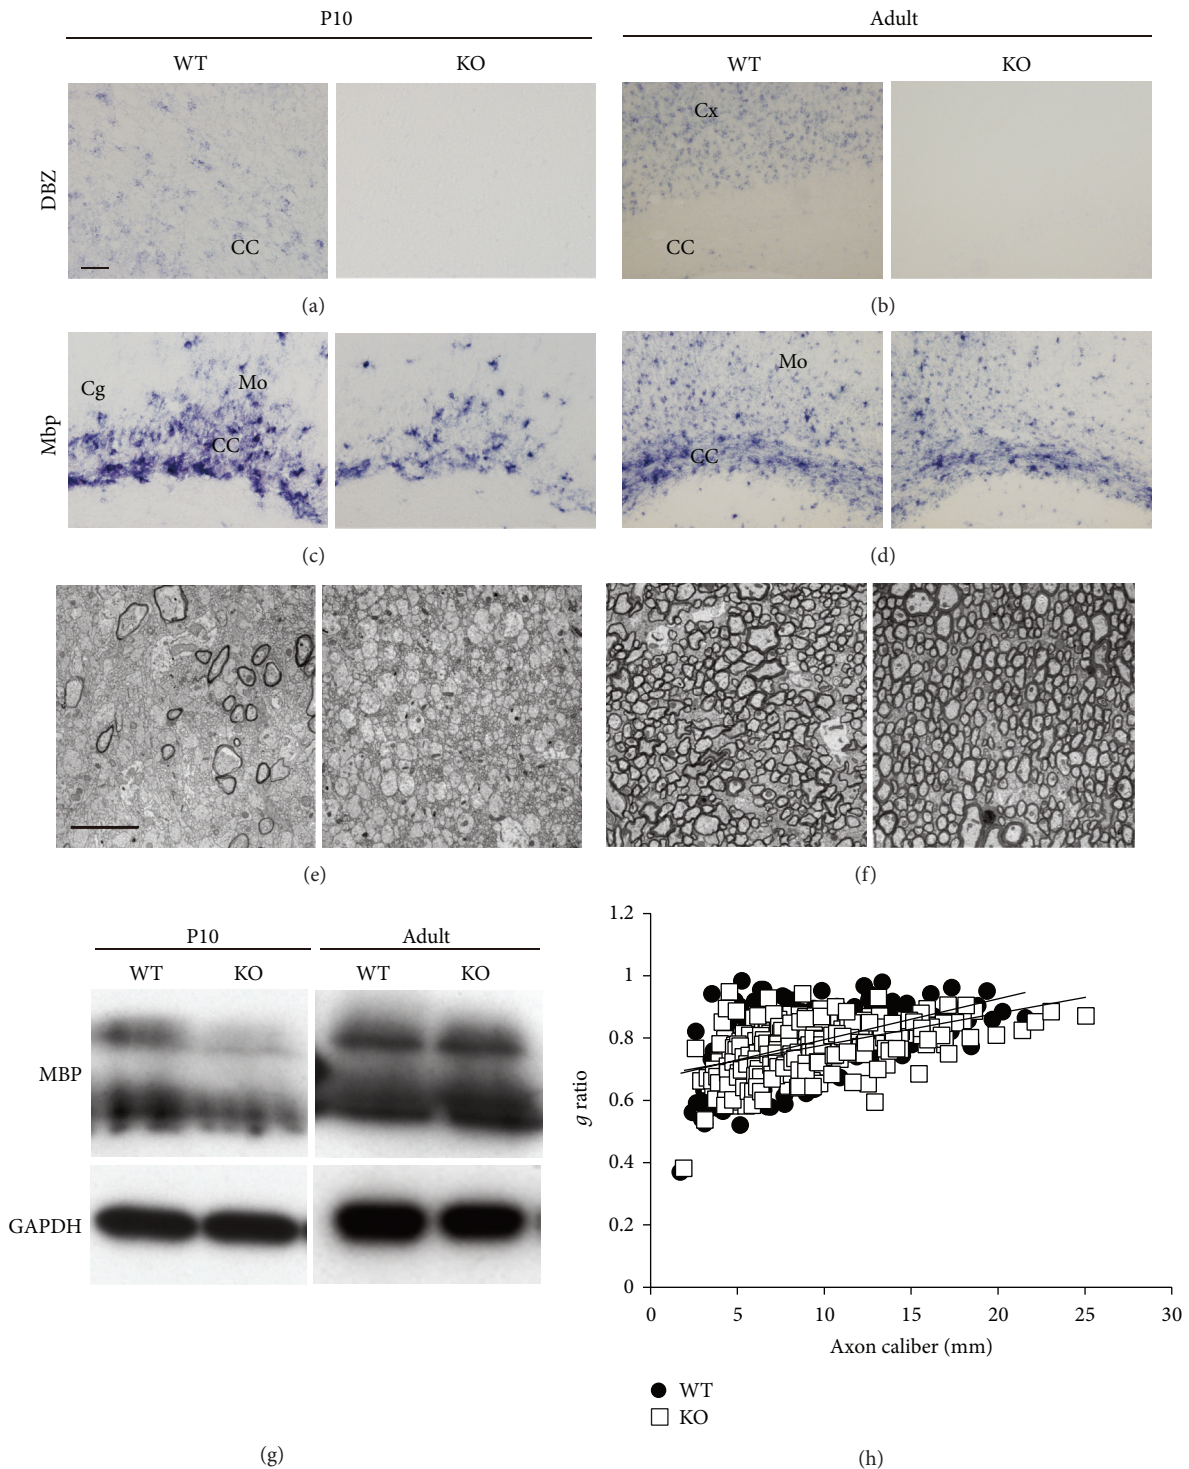 P10
Adult
WT
KO
WT
KO
DBZ
CC
Cx
CC
(a)
(b)
Mbp
Cg
Mo
CC
Mo
CC
(c)
(d)
(e)
(f)
P10
Adult
WT
KO
WT
KO
MBP
GAPDH
(g)
1.2
1
0.8
0.6
0.4
0.2
0
g ratio
0
5
10
15
20
25
30
Axon caliber (mm)
WT
KO
(h)